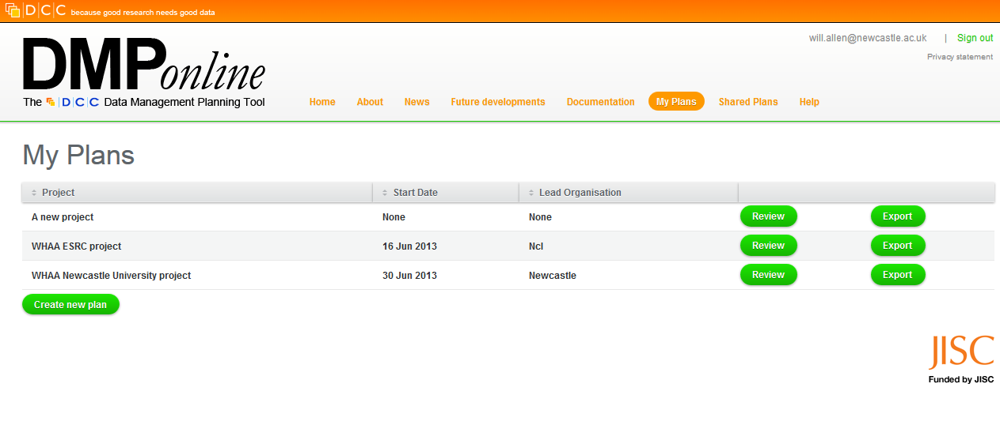 DCC because good research needs good data
will.allen@newcastle.ac.uk | Sign out
Privacy statement
DMPonline
The DCC Data Management Planning Tool
Home About News Future developments Documentation My Plans Shared Plans Help
My Plans
Project Start Date Lead Organisation
A new project None None Review Export
WHAA ESRC project 16 Jun 2013 Ncl Review Export
WHAA Newcastle University project 30 Jun 2013 Newcastle Review Export
Create new plan
JISC
Funded by JISC